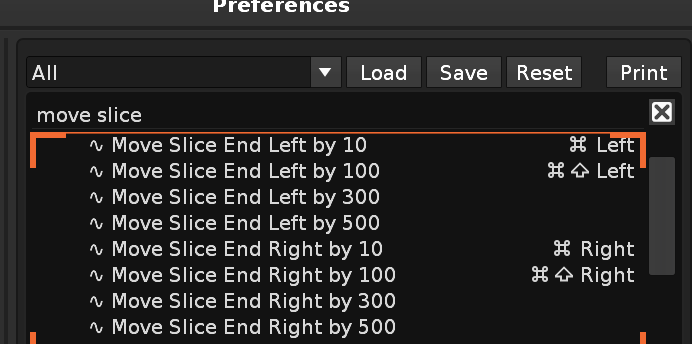 Preferences
All Load Save Reset Print
move slice
∿ Move Slice End Left by 10 ⌘ Left
∿ Move Slice End Left by 100 ⌘⇧ Left
∿ Move Slice End Left by 300
∿ Move Slice End Left by 500
∿ Move Slice End Right by 10 ⌘ Right
∿ Move Slice End Right by 100 ⌘⇧ Right
∿ Move Slice End Right by 300
∿ Move Slice End Right by 500